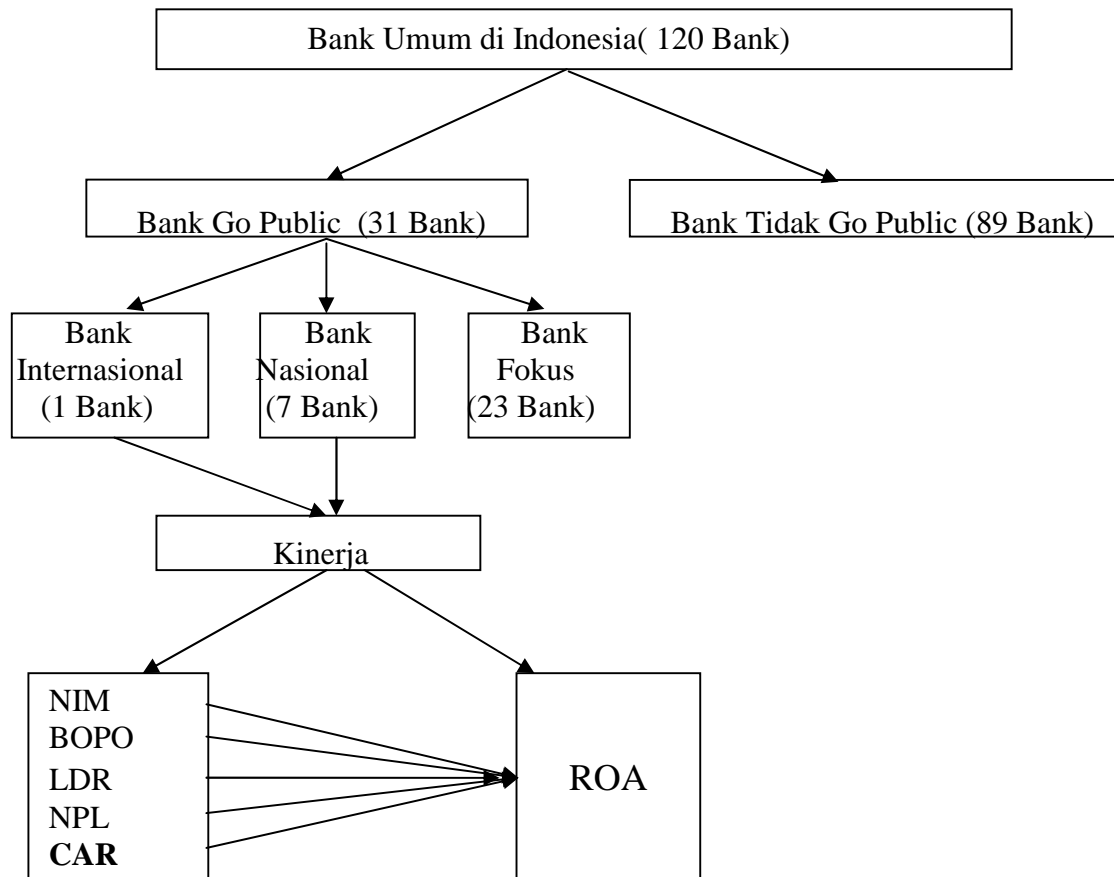 Bank Umum di Indonesia( 120 Bank)
Bank Go Public (31 Bank)
Bank Tidak Go Public (89 Bank)
Bank
Internasional
(1 Bank)
Bank
Nasional
(7 Bank)
Bank
Fokus
(23 Bank)
Kinerja
NIM
BOPO
LDR
NPL
CAR
ROA